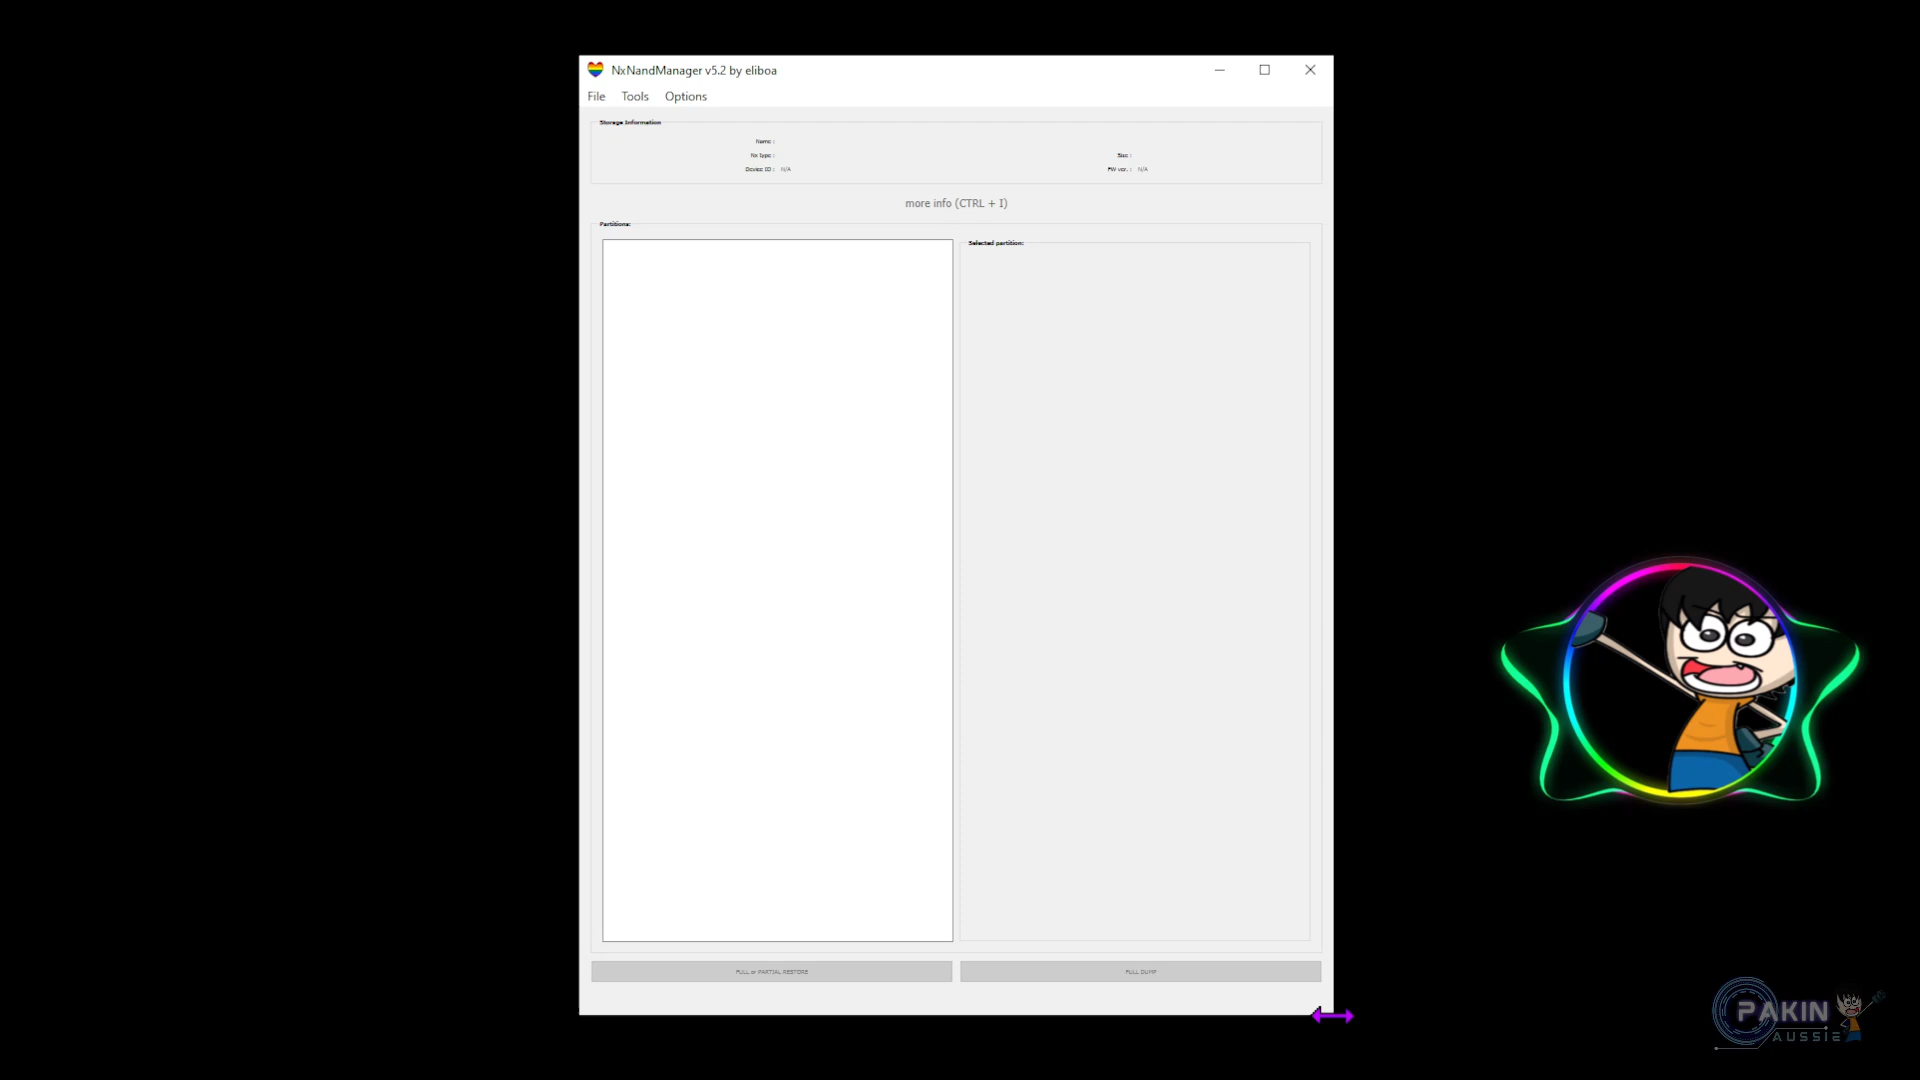 NxNandManager v5.2 by eliboa
File Tools Options
Storage Information
Name :
Nx type : Size :
Device ID : N/A FW ver. : N/A
more info (CTRL + I)
Partitions:
Selected partition:
FULL or PARTIAL RESTORE FULL DUMP
PAKIN
AUSSIE